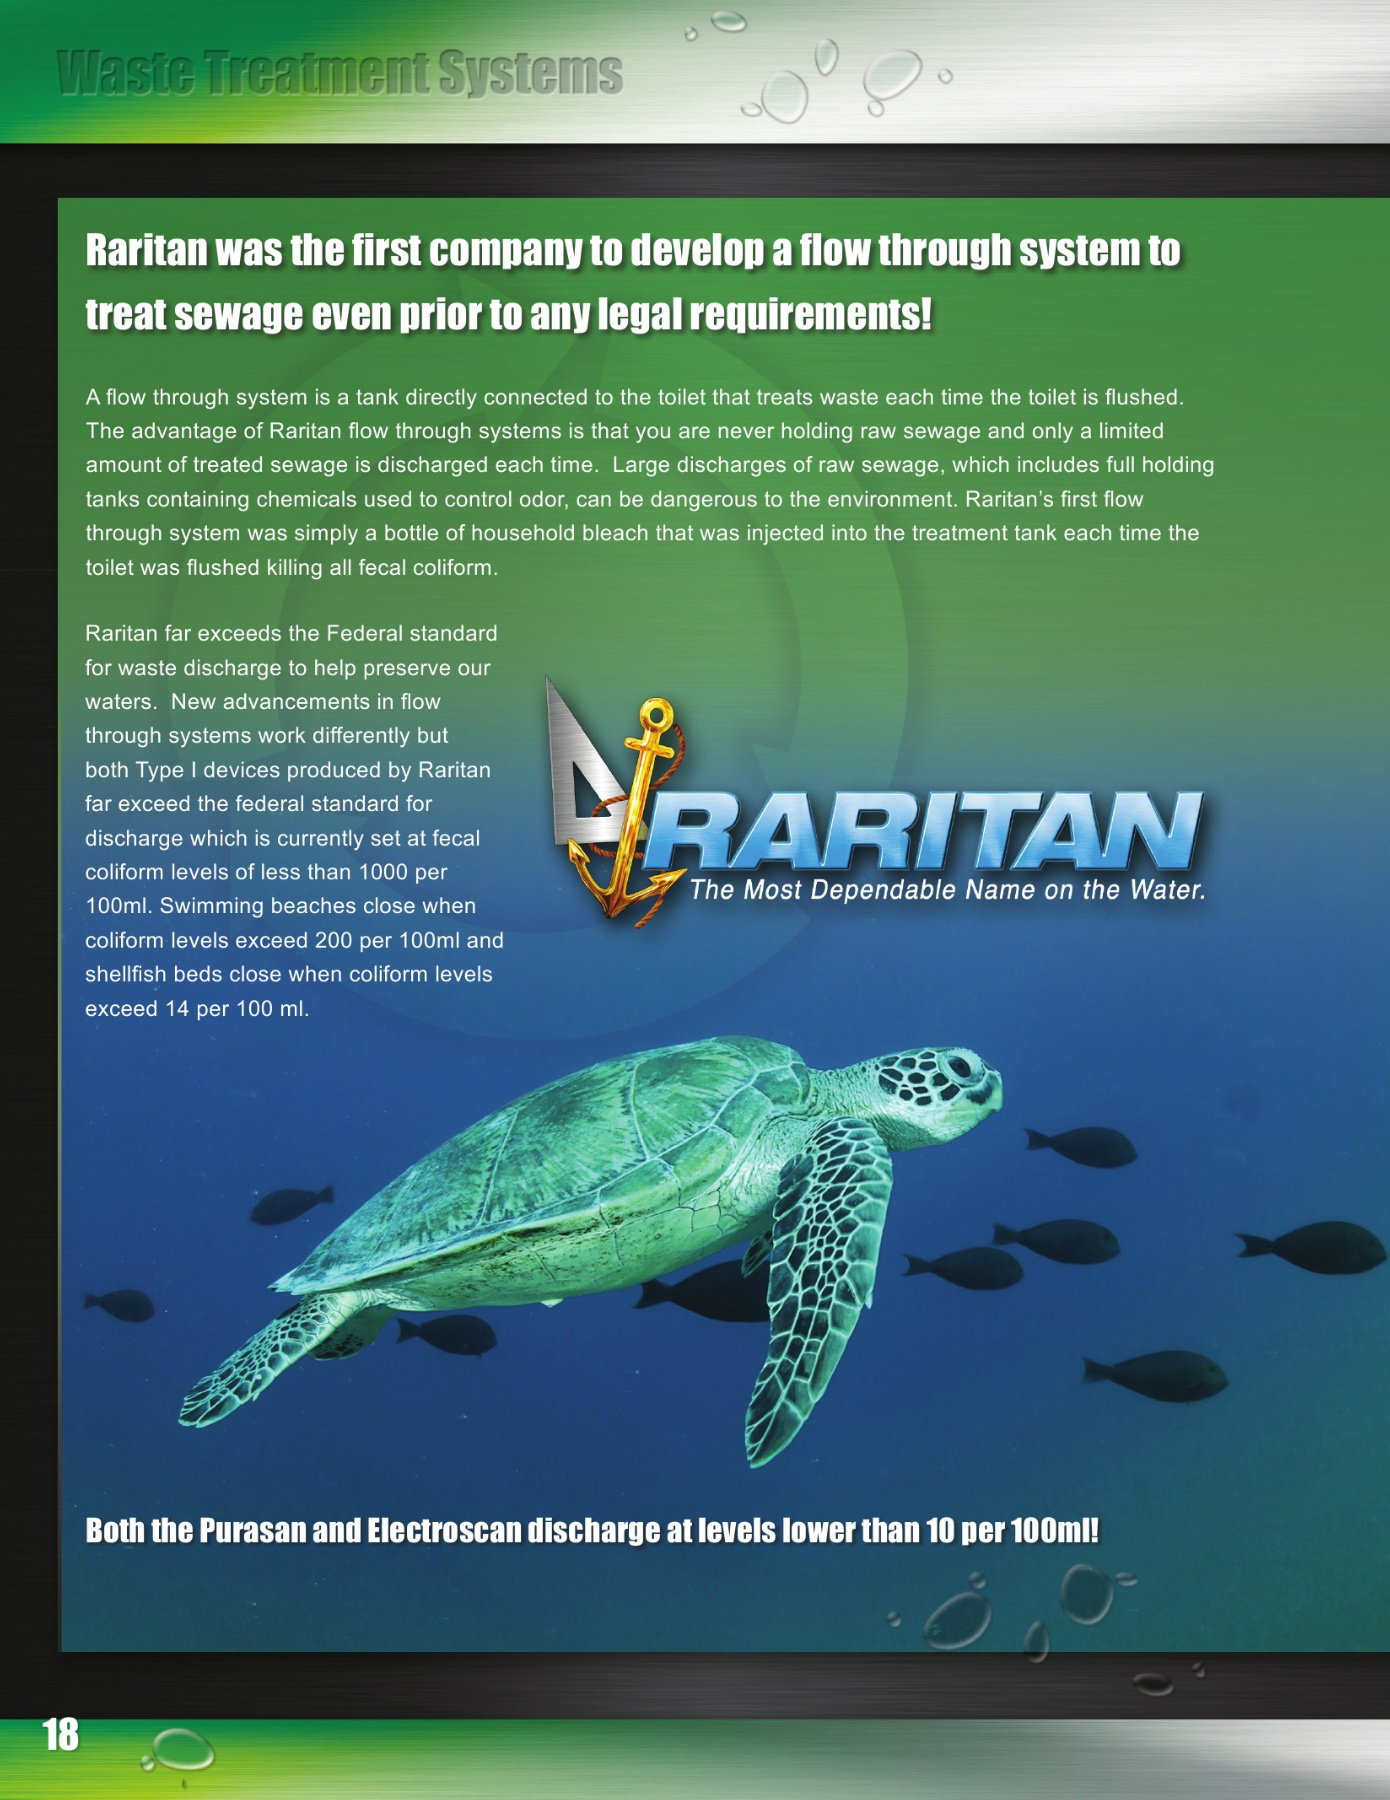 Waste Treatment Systems
Raritan was the first company to develop a flow through system to
treat sewage even prior to any legal requirements!
A flow through system is a tank directly connected to the toilet that treats waste each time the toilet is flushed.
The advantage of Raritan flow through systems is that you are never holding raw sewage and only a limited
amount of treated sewage is discharged each time.  Large discharges of raw sewage, which includes full holding
tanks containing chemicals used to control odor, can be dangerous to the environment. Raritan’s first flow
through system was simply a bottle of household bleach that was injected into the treatment tank each time the
toilet was flushed killing all fecal coliform.
Raritan far exceeds the Federal standard
for waste discharge to help preserve our
waters.  New advancements in flow
through systems work differently but
both Type I devices produced by Raritan
far exceed the federal standard for
discharge which is currently set at fecal
coliform levels of less than 1000 per
100ml. Swimming beaches close when
coliform levels exceed 200 per 100ml and
shellfish beds close when coliform levels
exceed 14 per 100 ml.
RARITAN
The Most Dependable Name on the Water.
Both the Purasan and Electroscan discharge at levels lower than 10 per 100ml!
18